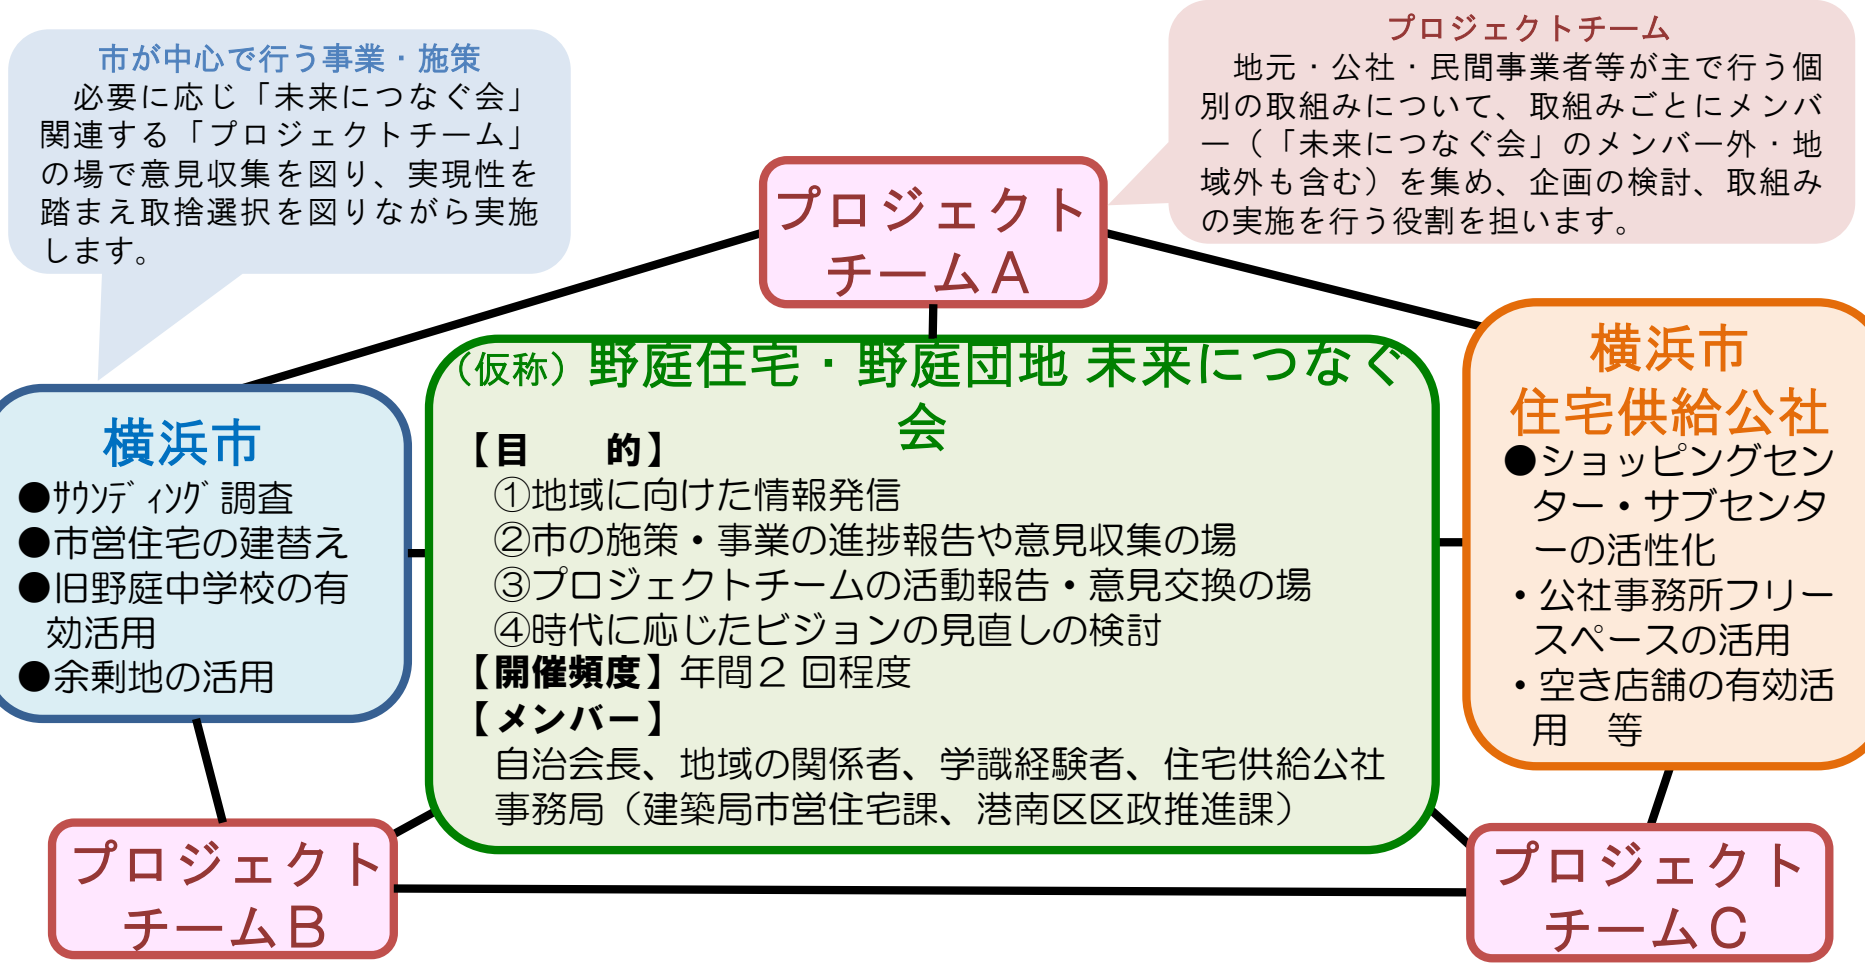 市が中心で行う事業・施策
必要に応じ「未来につなぐ会」
関連する「プロジェクトチーム」
の場で意見収集を図り、実現性を
踏まえ取捨選択を図りながら実施
します。
プロジェクトチーム
地元・公社・民間事業者等が主で行う個
別の取組みについて、取組みごとにメンバ
ー（「未来につなぐ会」のメンバー外・地
域外も含む）を集め、企画の検討、取組み
の実施を行う役割を担います。
プロジェクト
チームＡ
横浜市
●ｻｳﾝﾃﾞｨﾝｸﾞ調査
●市営住宅の建替え
●旧野庭中学校の有
効活用
●余剰地の活用
（仮称）野庭住宅・野庭団地 未来につなぐ
会
【目　　的】
①地域に向けた情報発信
②市の施策・事業の進捗報告や意見収集の場
③プロジェクトチームの活動報告・意見交換の場
④時代に応じたビジョンの見直しの検討
【開催頻度】年間２回程度
【メンバー】
自治会長、地域の関係者、学識経験者、住宅供給公社
事務局（建築局市営住宅課、港南区区政推進課）
横浜市
住宅供給公社
●ショッピングセン
ター・サブセンタ
ーの活性化
・公社事務所フリー
スペースの活用
・空き店舗の有効活
用　等
プロジェクト
チームＢ
プロジェクト
チームＣ